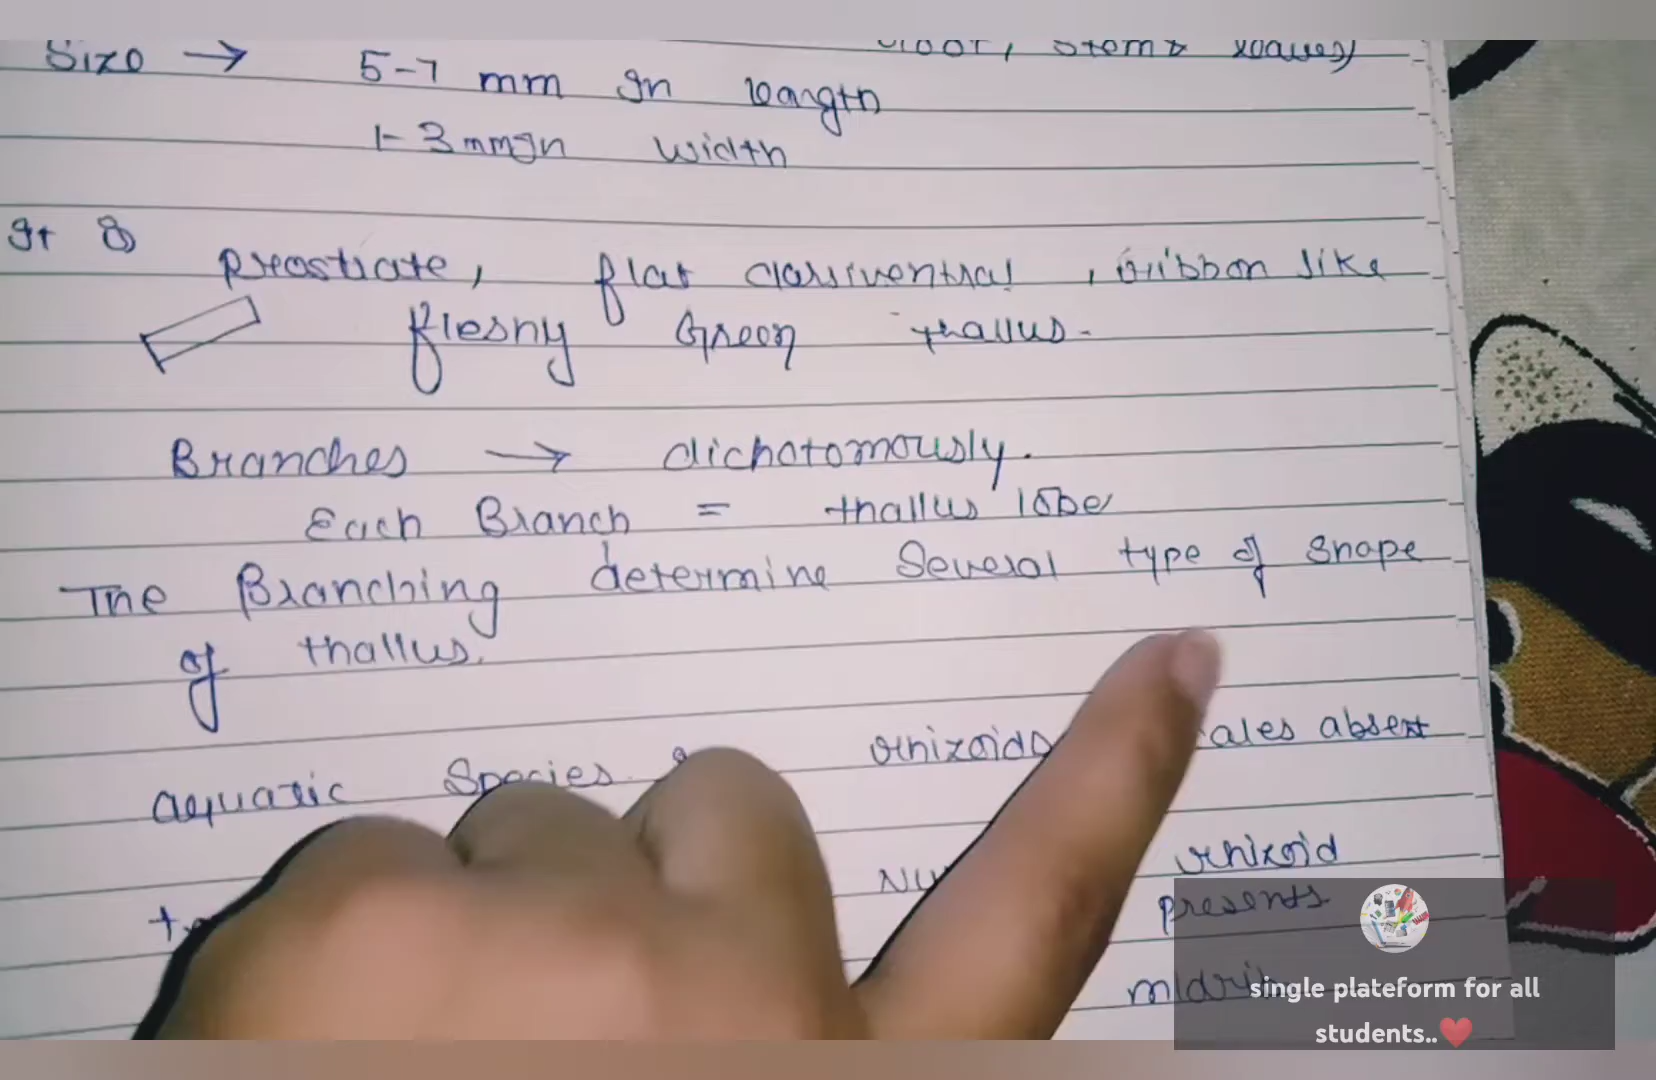 Size → 5-7 mm In length
1-3 mm In width
It is
Prostrate, flat dorsiventral, ribbon like
fleshy Green thallus.
Branches → dichotomously.
Each Branch = thallus lobe
The Branching determine several type of shape
of thallus.
aquatic Species rhizoids absent
rhizoid
presents
single plateform for all
students..❤️